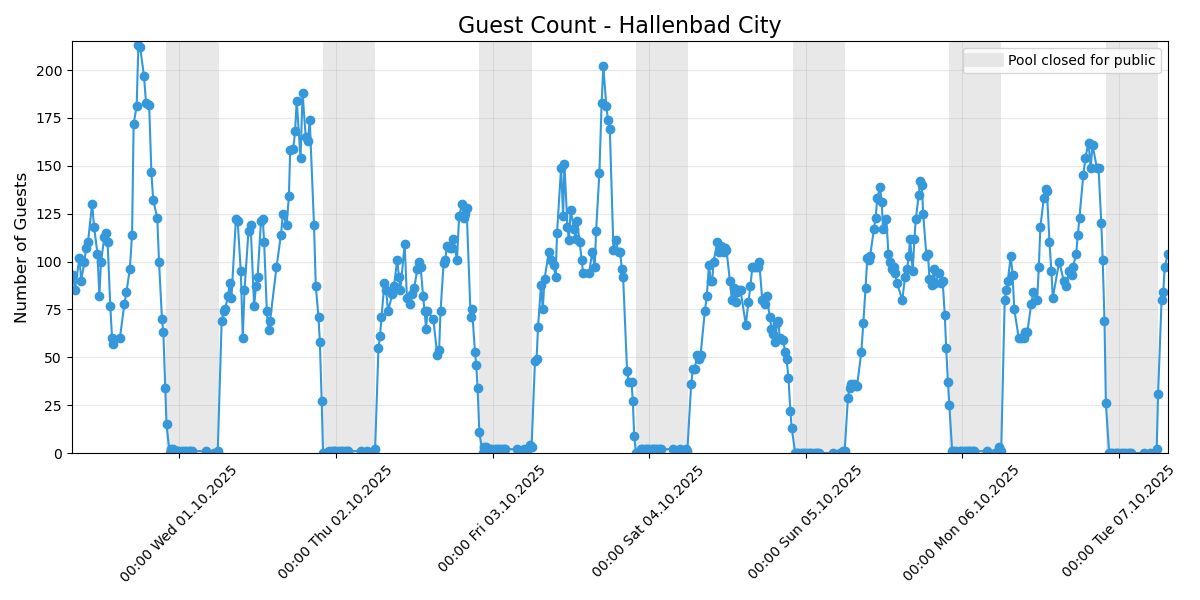 Guest Count - Hallenbad City
Pool closed for public
Number of Guests
200
175
150
125
100
75
50
25
0
00:00 Wed 01.10.2025
00:00 Thu 02.10.2025
00:00 Fri 03.10.2025
00:00 Sat 04.10.2025
00:00 Sun 05.10.2025
00:00 Mon 06.10.2025
00:00 Tue 07.10.2025